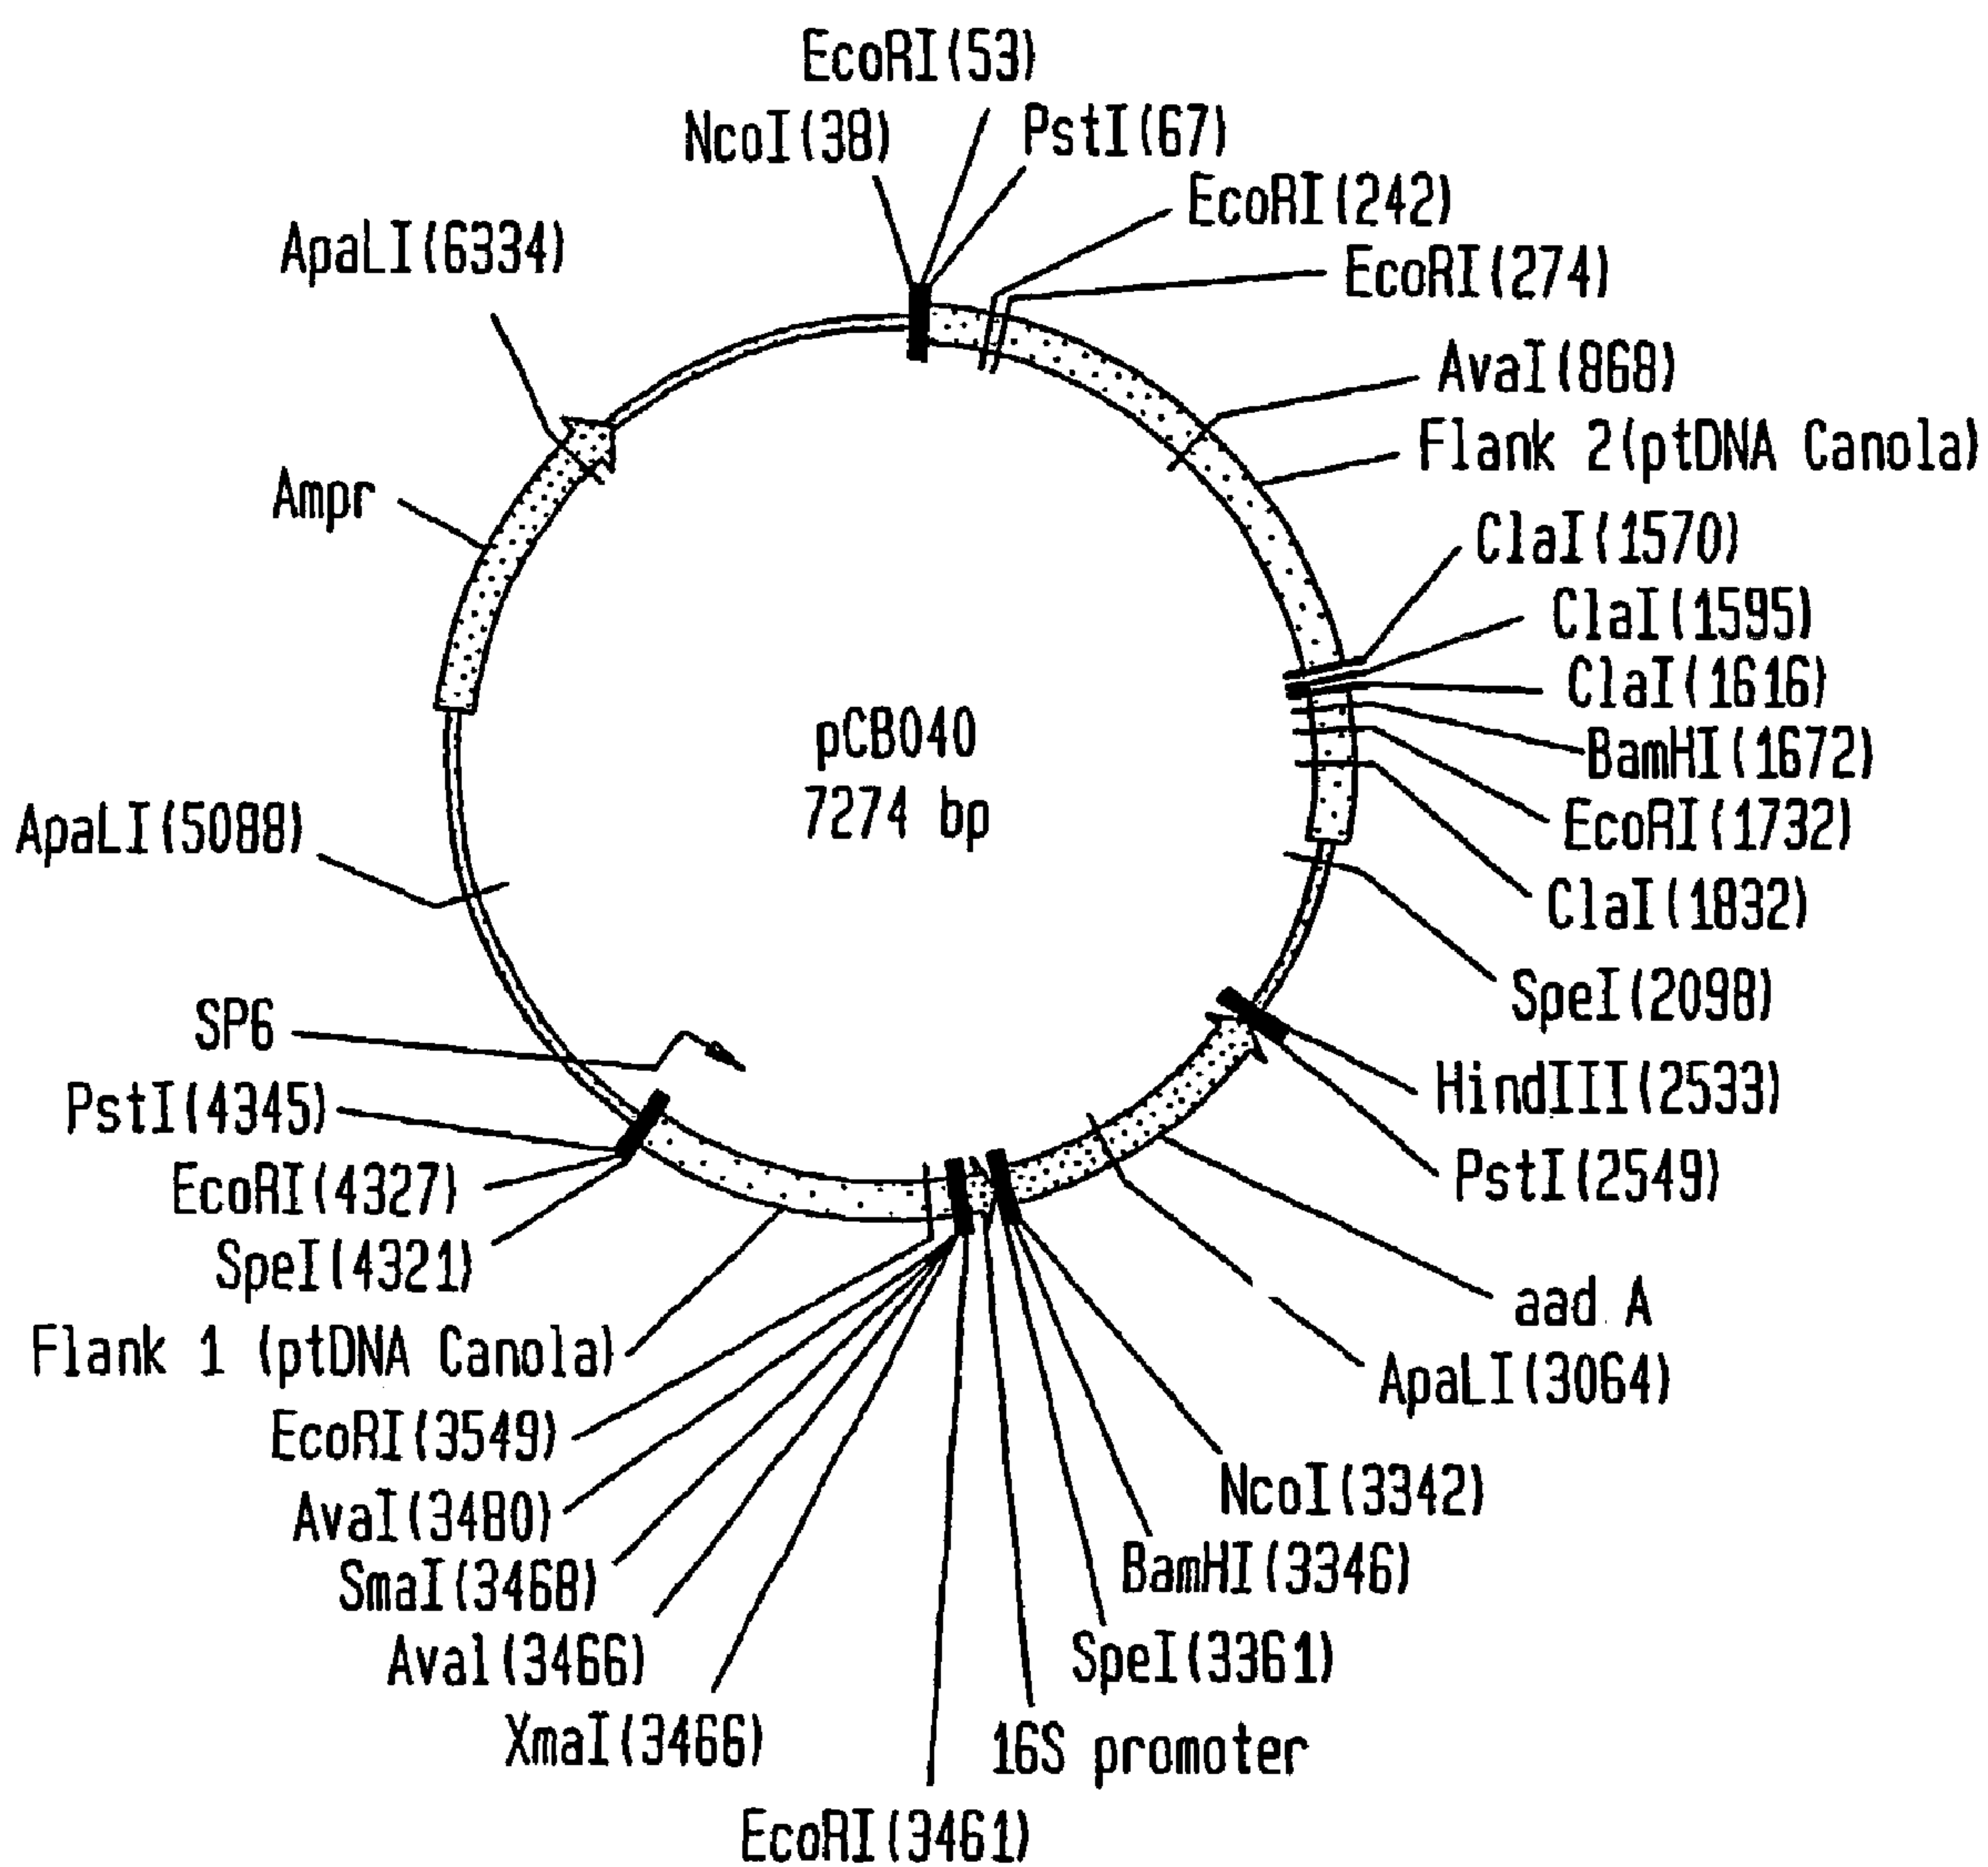 EcoRI(53)
NcoI(38)
PstI(67)
EcoRI(242)
ApaLI(6334)
EcoRI(274)
AvaI(868)
Flank 2(ptDNA Canola)
Ampr
ClaI(1570)
ClaI(1595)
ClaI(1616)
pCB040
7274 bp
BamHI(1672)
EcoRI(1732)
ApaLI(5088)
ClaI(1832)
SpeI(2098)
SP6
HindIII(2533)
PstI(4345)
PstI(2549)
EcoRI(4327)
SpeI(4321)
aad A
Flank 1 (ptDNA Canola)
ApaLI(3064)
EcoRI(3549)
NcoI(3342)
AvaI(3480)
BamHI(3346)
SmaI(3468)
SpeI(3361)
Aval(3466)
XmaI(3466)
16S promoter
EcoRI(3461)